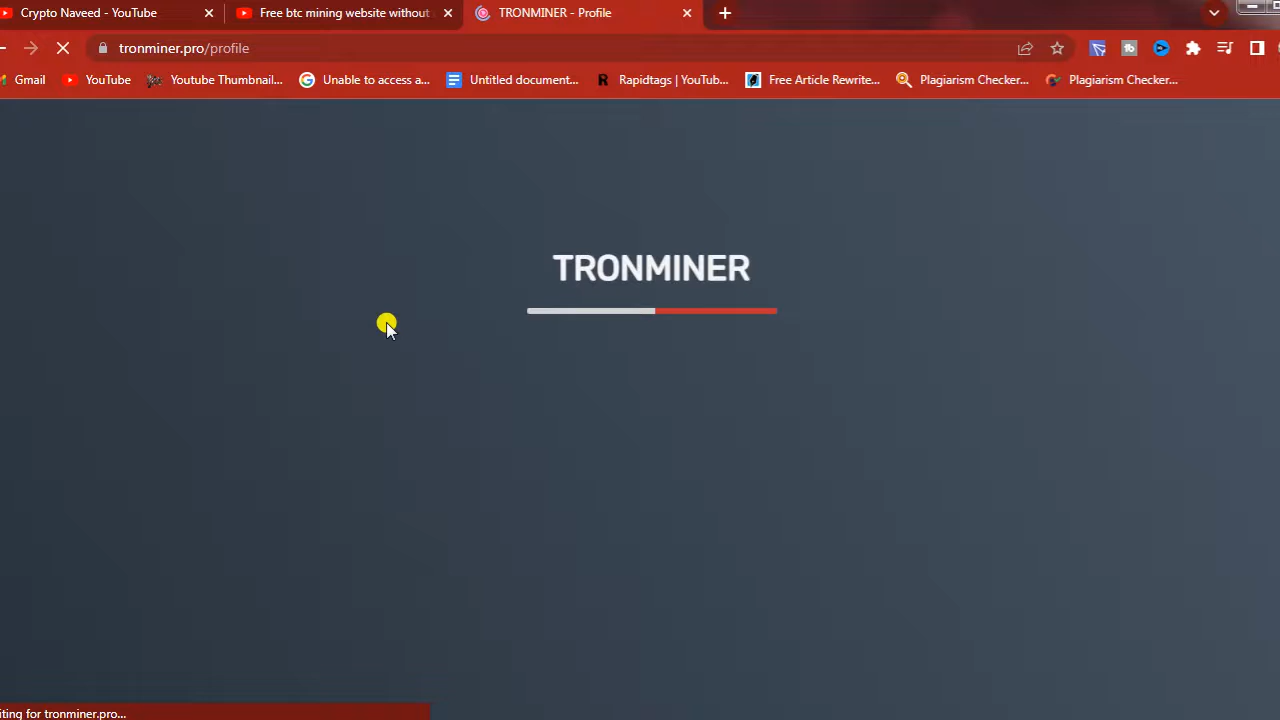 Crypto Naveed - YouTube
Free btc mining website without
TRONMINER - Profile
tronminer.pro/profile
Gmail
YouTube
Youtube Thumbnail...
Unable to access a...
Untitled document...
Rapidtags | YouTub...
Free Article Rewrite...
Plagiarism Checker...
Plagiarism Checker...
TRONMINER
iting for tronminer.pro...